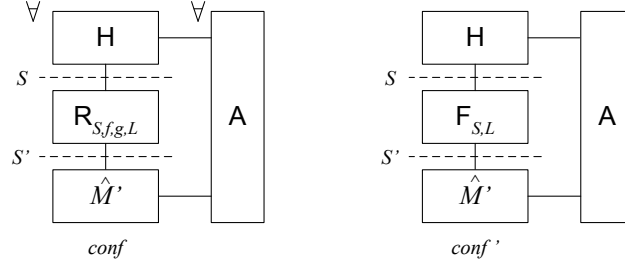 ∀ ∀
H H
S S
R_{S,f,g,L} A F_{S,L} A
S' S'
M̂' M̂'
conf conf '